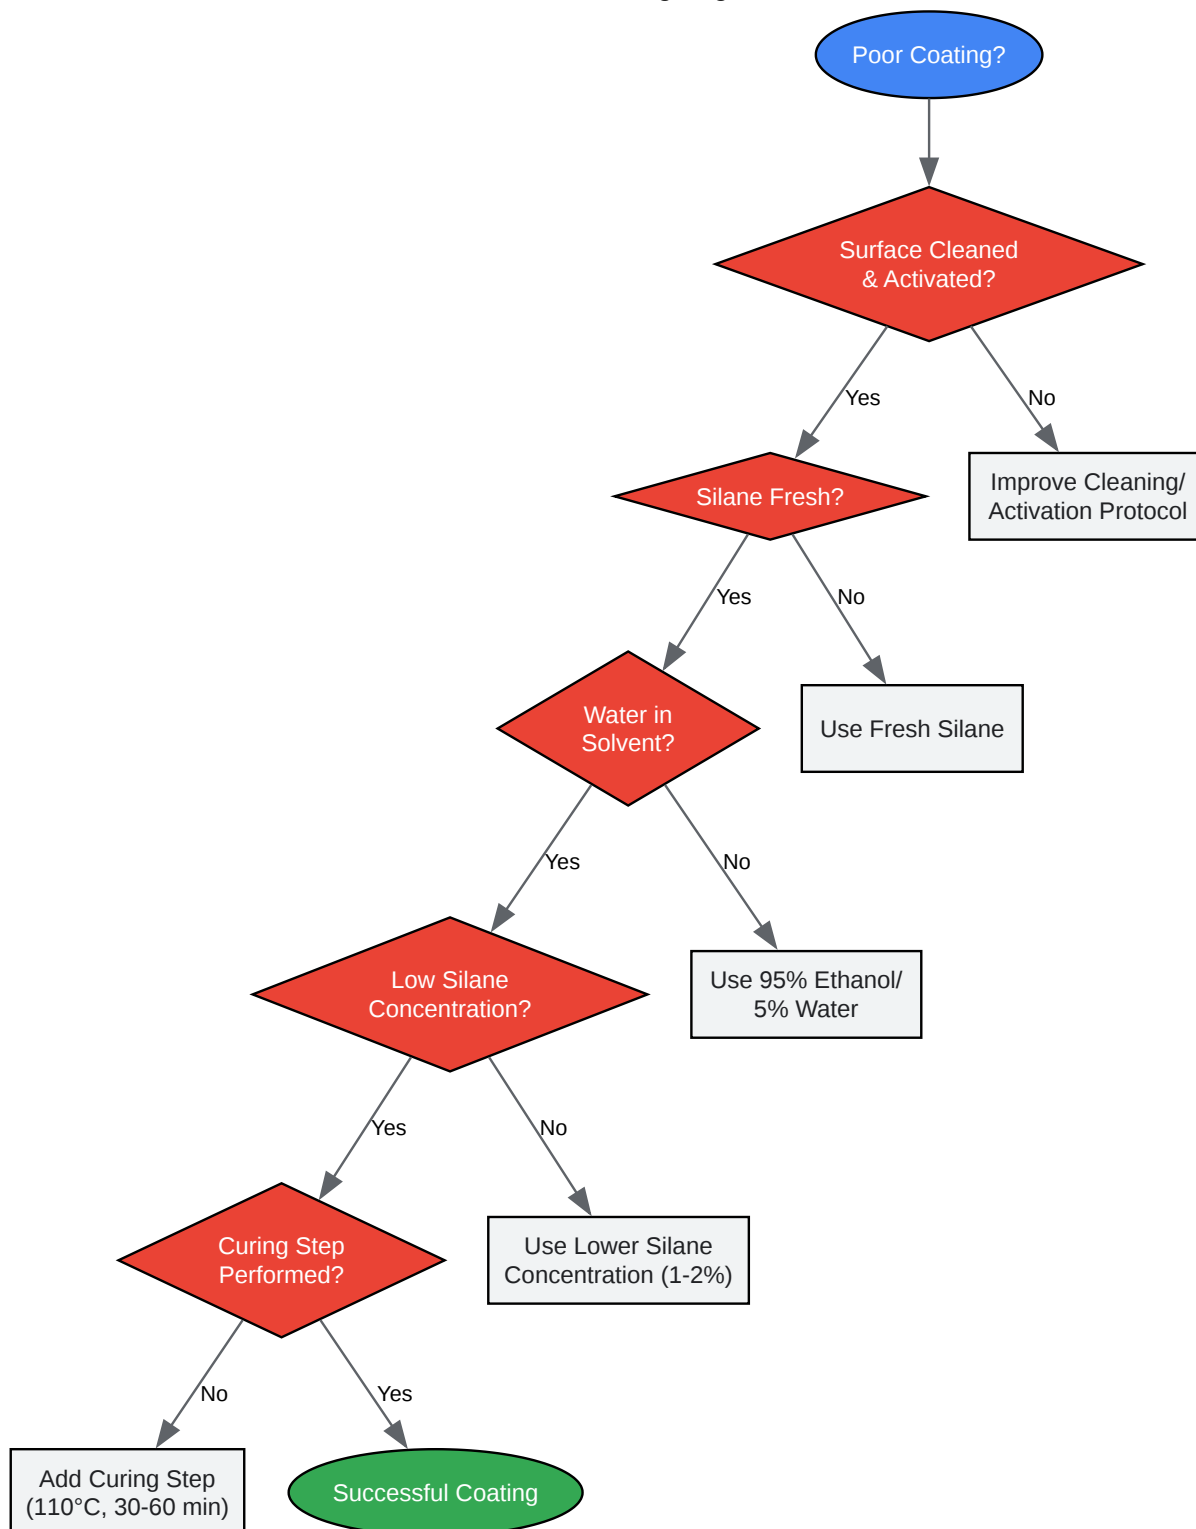 Poor Coating?
Surface Cleaned
& Activated?
Yes
No
Silane Fresh?
Improve Cleaning/
Activation Protocol
Yes
No
Water in
Solvent?
Use Fresh Silane
Yes
No
Low Silane
Concentration?
Use 95% Ethanol/
5% Water
Yes
No
Curing Step
Performed?
Use Lower Silane
Concentration (1-2%)
No
Yes
Add Curing Step
(110°C, 30-60 min)
Successful Coating